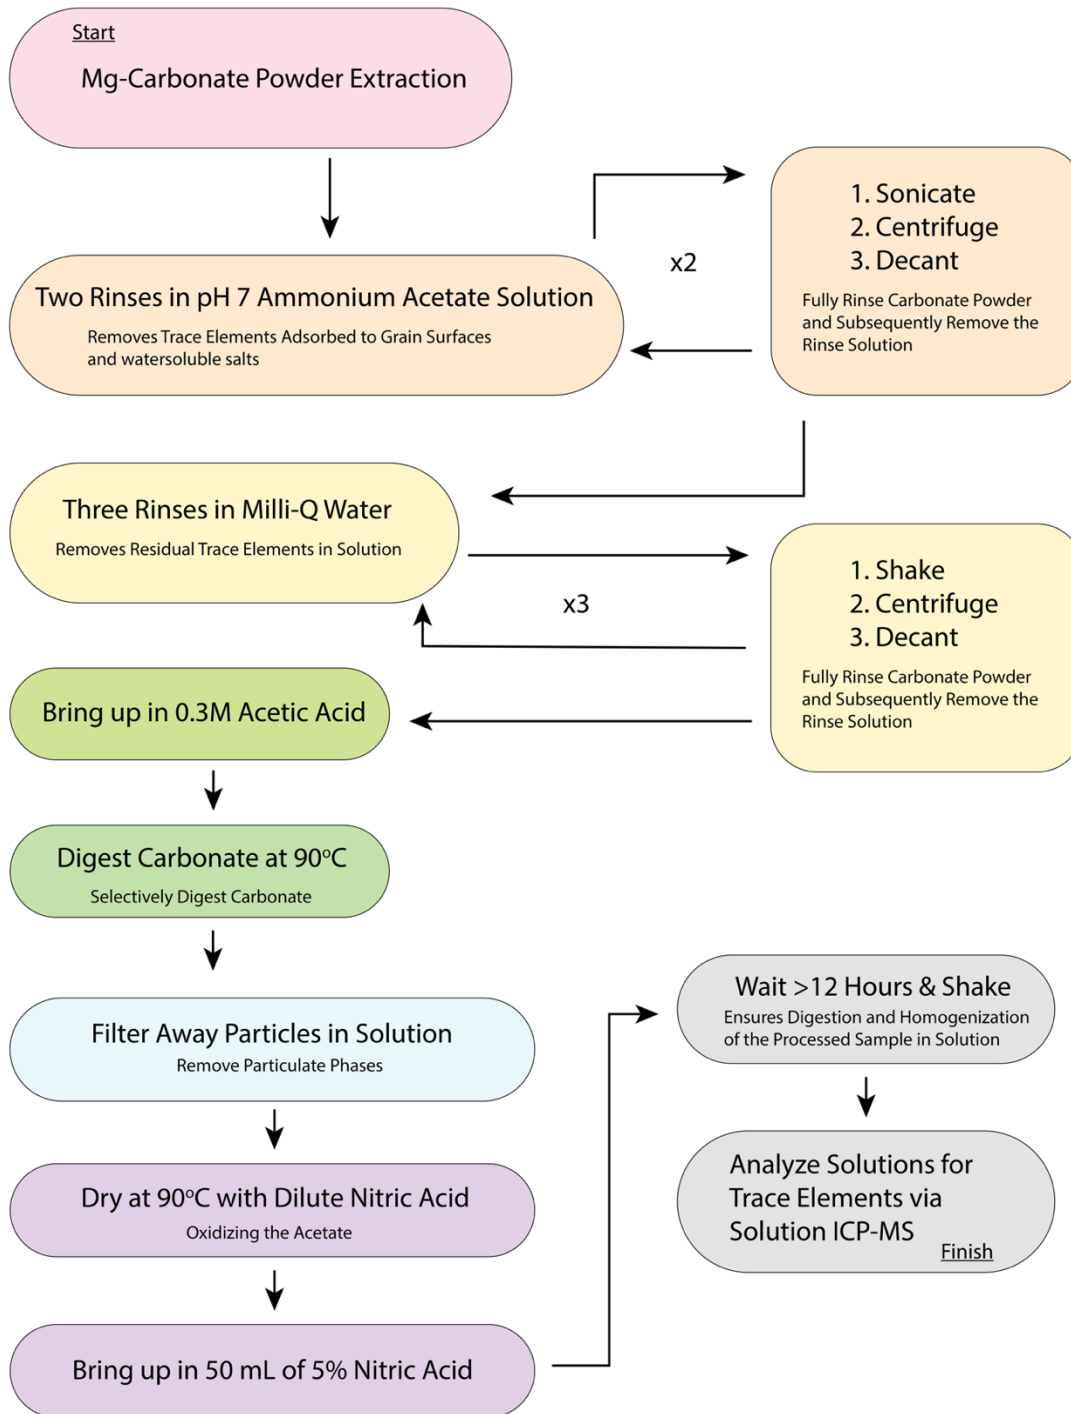 Start
Mg-Carbonate Powder Extraction
Two Rinses in pH 7 Ammonium Acetate Solution
Removes Trace Elements Adsorbed to Grain Surfaces
and watersoluble salts
x2
1. Sonicate
2. Centrifuge
3. Decant
Fully Rinse Carbonate Powder
and Subsequently Remove the
Rinse Solution
Three Rinses in Milli-Q Water
Removes Residual Trace Elements in Solution
x3
1. Shake
2. Centrifuge
3. Decant
Fully Rinse Carbonate Powder
and Subsequently Remove the
Rinse Solution
Bring up in 0.3M Acetic Acid
Digest Carbonate at 90ºC
Selectively Digest Carbonate
Filter Away Particles in Solution
Remove Particulate Phases
Dry at 90ºC with Dilute Nitric Acid
Oxidizing the Acetate
Bring up in 50 mL of 5% Nitric Acid
Wait >12 Hours & Shake
Ensures Digestion and Homogenization
of the Processed Sample in Solution
Analyze Solutions for
Trace Elements via
Solution ICP-MS
Finish